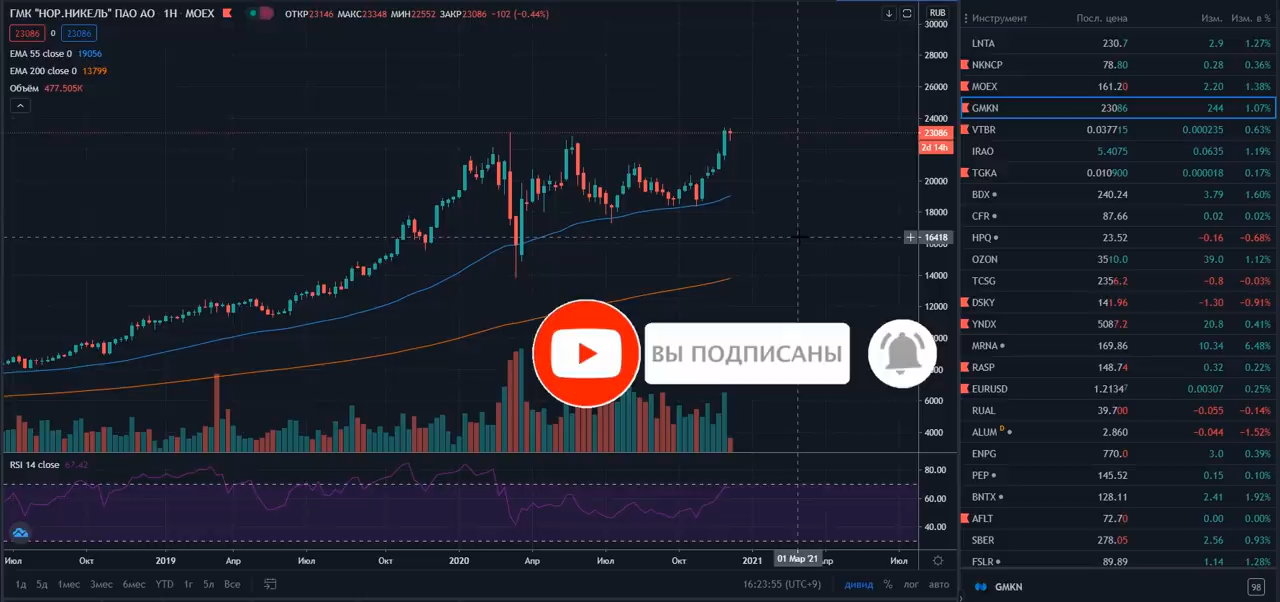 ГМК "НОР.НИКЕЛЬ" ПАО АО 1Н MOEX ОТКР23146 МАКС23348 МИН22552 ЗАКР23086 −102 (−0.44%)
23086 0 23086
EMA 55 close 0 19056
EMA 200 close 0 13799
Объём 477.505K
RUB
30000
28000
26000
24000
23086
2d 14h
20000
18000
16418
14000
12000
6000
4000
ВЫ ПОДПИСАНЫ
RSI 14 close 67.42
80.00
60.00
40.00
Июл Окт 2019 Апр Июл Окт 2020 Апр Июл Окт 2021 01 Мар '21 Июл
1д 5д 1мес 3мес 6мес YTD 1г 5л Все 16:23:55 (UTC+9) дивид % лог авто
Инструмент Посл. цена Изм. Изм. в %
LNTA 230.7 2.9 1.27%
NKNCP 78.80 0.28 0.36%
MOEX 161.20 2.20 1.38%
GMKN 23086 244 1.07%
VTBR 0.037715 0.000235 0.63%
IRAO 5.4075 0.0635 1.19%
TGKA 0.010900 0.000018 0.17%
BDX 240.24 3.79 1.60%
CFR 87.66 0.02 0.02%
HPQ 23.52 −0.16 −0.68%
OZON 3510.0 39.0 1.12%
TCSG 2356.2 −0.8 −0.03%
DSKY 141.96 −1.30 −0.91%
YNDX 5087.2 20.8 0.41%
MRNA 169.86 10.34 6.48%
RASP 148.74 0.32 0.22%
EURUSD 1.21347 0.00307 0.25%
RUAL 39.700 −0.055 −0.14%
ALUM D 2.860 −0.044 −1.52%
ENPG 770.0 3.0 0.39%
PEP 145.52 0.15 0.10%
BNTX 128.11 2.41 1.92%
AFLT 72.70 0.00 0.00%
SBER 278.05 2.56 0.93%
FSLR 89.89 1.14 1.28%
GMKN 98